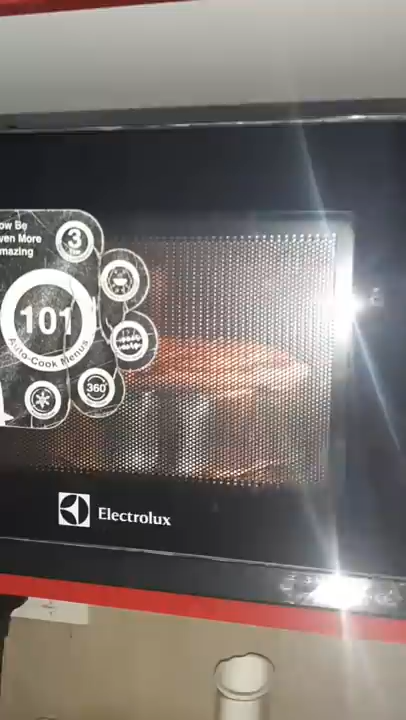 ow Be
ven More
mazing
3
101
Auto-Cook Menus
360°
Electrolux